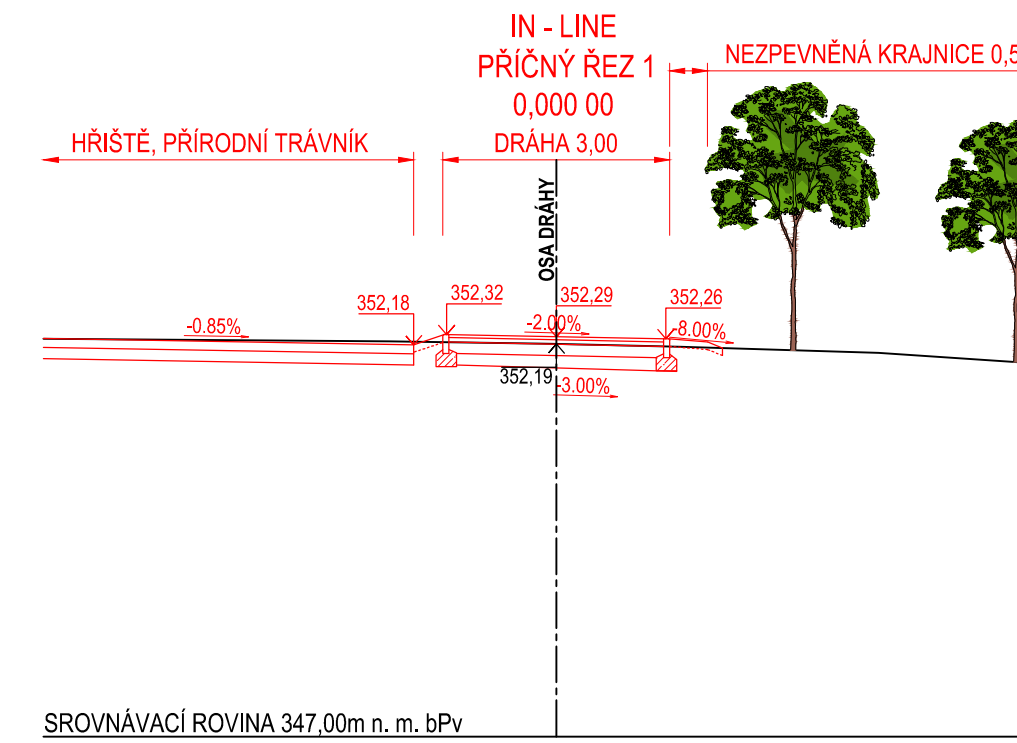 IN - LINE
PŘÍČNÝ ŘEZ 1
0,000 00
NEZPEVNĚNÁ KRAJNICE 0,5
HŘIŠTĚ, PŘÍRODNÍ TRÁVNÍK
DRÁHA 3,00
OSA DRÁHY
352,18
352,32
352,29
352,26
-0.85%
-2.00%
-8.00%
352,19
-3.00%
SROVNÁVACÍ ROVINA 347,00m n. m. bPv